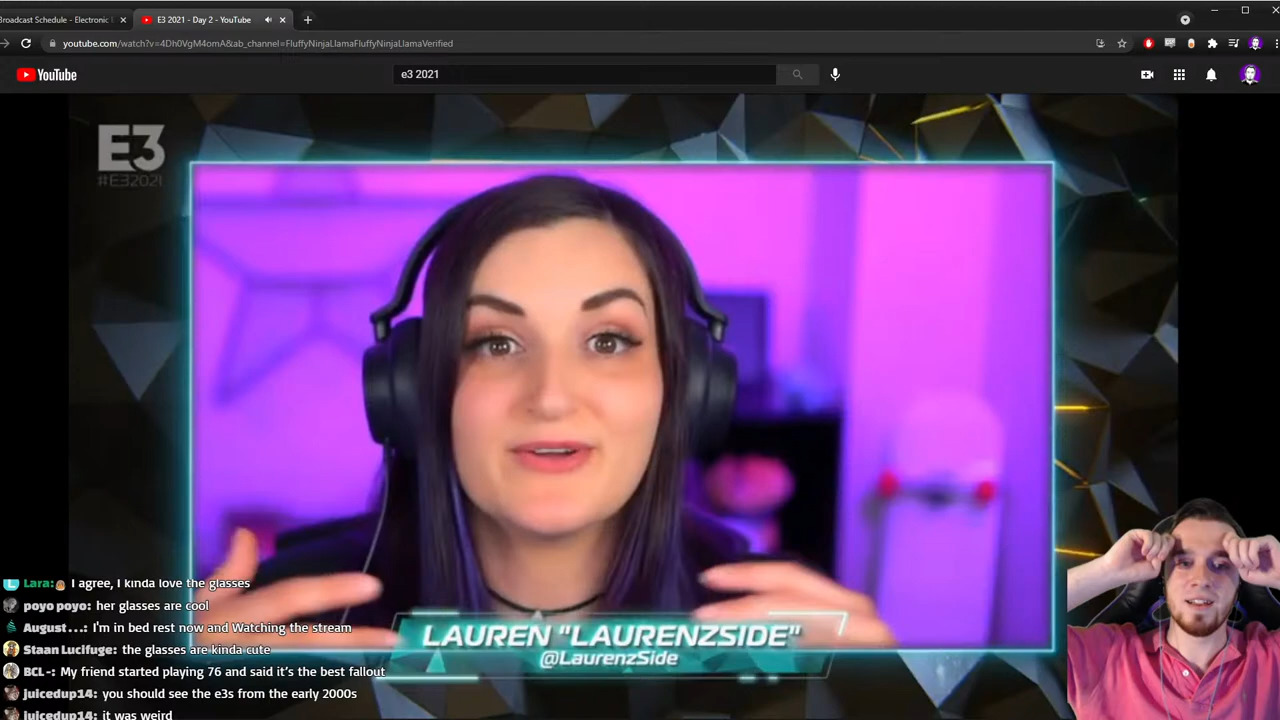 Broadcast Schedule - Electronic
E3 2021 - Day 2 - YouTube
youtube.com/watch?v=4Dh0VgM4omA&ab_channel=FluffyNinjaLlamaFluffyNinjaLlamaVerified
YouTube
e3 2021
E3
#E32021
LAUREN "LAURENZSIDE"
@LaurenzSide
Lara: I agree, I kinda love the glasses
poyo poyo: her glasses are cool
August...: I'm in bed rest now and Watching the stream
Staan Lucifuge: the glasses are kinda cute
BCL-: My friend started playing 76 and said it's the best fallout
juicedup14: you should see the e3s from the early 2000s
juicedup14: it was weird